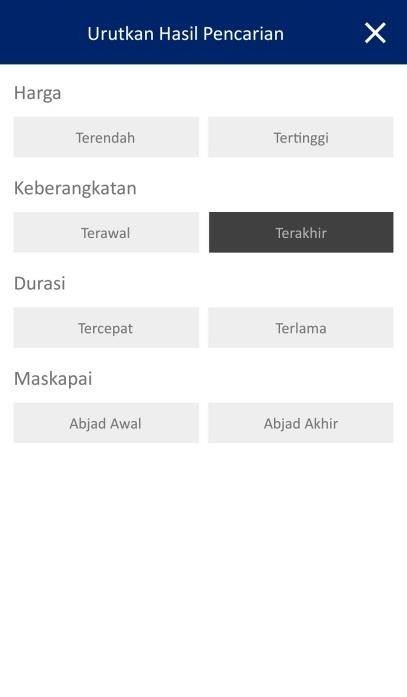 Urutkan Hasil Pencarian
Harga
Terendah
Tertinggi
Keberangkatan
Terawal
Terakhir
Durasi
Tercepat
Terlama
Maskapai
Abjad Awal
Abjad Akhir